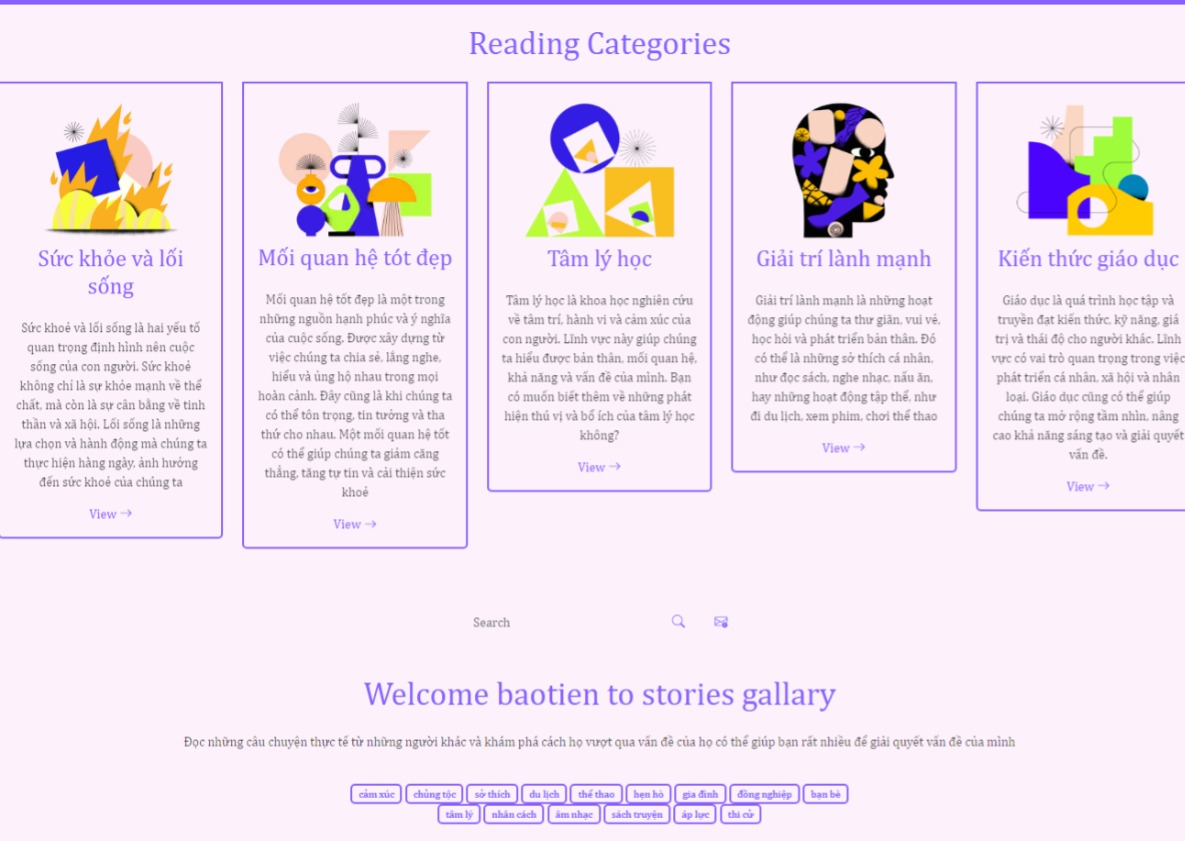 Reading Categories
Sức khỏe và lối
sống
Sức khoẻ và lối sống là hai yếu tố
quan trọng định hình nên cuộc
sống của con người. Sức khoẻ
không chỉ là sự khỏe mạnh về thể
chất, mà còn là sự cân bằng về tinh
thần và xã hội. Lối sống là những
lựa chọn và hành động mà chúng ta
thực hiện hàng ngày, ảnh hưởng
đến sức khoẻ của chúng ta
View →
Mối quan hệ tót đẹp
Mối quan hệ tốt đẹp là một trong
những nguồn hạnh phúc và ý nghĩa
của cuộc sống. Được xây dựng từ
việc chúng ta chia sẻ, lắng nghe,
hiểu và ủng hộ nhau trong mọi
hoàn cảnh. Đây cũng là khi chúng ta
có thể tôn trọng, tin tưởng và tha
thứ cho nhau. Một mối quan hệ tốt
có thể giúp chúng ta giảm căng
thẳng, tăng tự tin và cải thiện sức
khoẻ
View →
Tâm lý học
Tâm lý học là khoa học nghiên cứu
về tâm trí, hành vi và cảm xúc của
con người. Lĩnh vực này giúp chúng
ta hiểu được bản thân, mối quan hệ,
khả năng và vấn đề của mình. Bạn
có muốn biết thêm về những phát
hiện thú vị và bổ ích của tâm lý học
không?
View →
Giải trí lành mạnh
Giải trí lành mạnh là những hoạt
động giúp chúng ta thư giãn, vui vẻ,
học hỏi và phát triển bản thân. Đó
có thể là những sở thích cá nhân,
như đọc sách, nghe nhạc, nấu ăn,
hay những hoạt động tập thể, như
đi du lịch, xem phim, chơi thể thao
View →
Kiến thức giáo dục
Giáo dục là quá trình học tập và
truyền đạt kiến thức, kỹ năng, giá
trị và thái độ cho người khác. Lĩnh
vực có vai trò quan trọng trong việc
phát triển cá nhân, xã hội và nhân
loại. Giáo dục cũng có thể giúp
chúng ta mở rộng tầm nhìn, nâng
cao khả năng sáng tạo và giải quyết
vấn đề.
View →
Search
Welcome baotien to stories gallary
Đọc những câu chuyện thực tế từ những người khác và khám phá cách họ vượt qua vấn đề của họ có thể giúp bạn rất nhiều để giải quyết vấn đề của mình
cảm xúc chủng tộc sở thích du lịch thể thao hẹn hò gia đình đồng nghiệp bạn bè
tâm lý nhân cách âm nhạc sách truyện áp lực thi cử